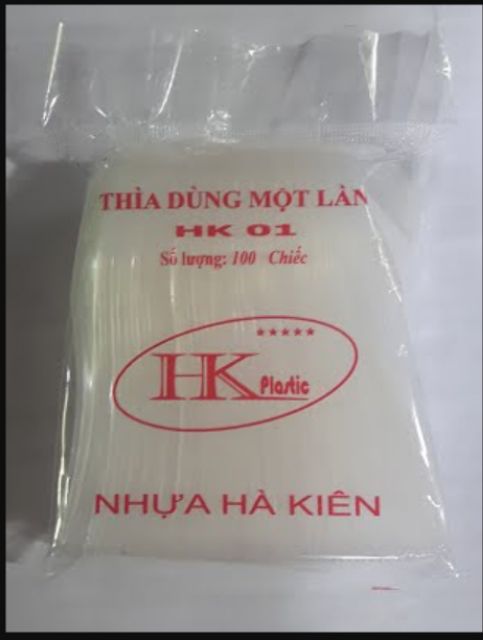 THÌA DÙNG MỘT LẦN
HK 01
Số lượng: 100 Chiếc
★★★★★
HK Plastic
NHỰA HÀ KIÊN